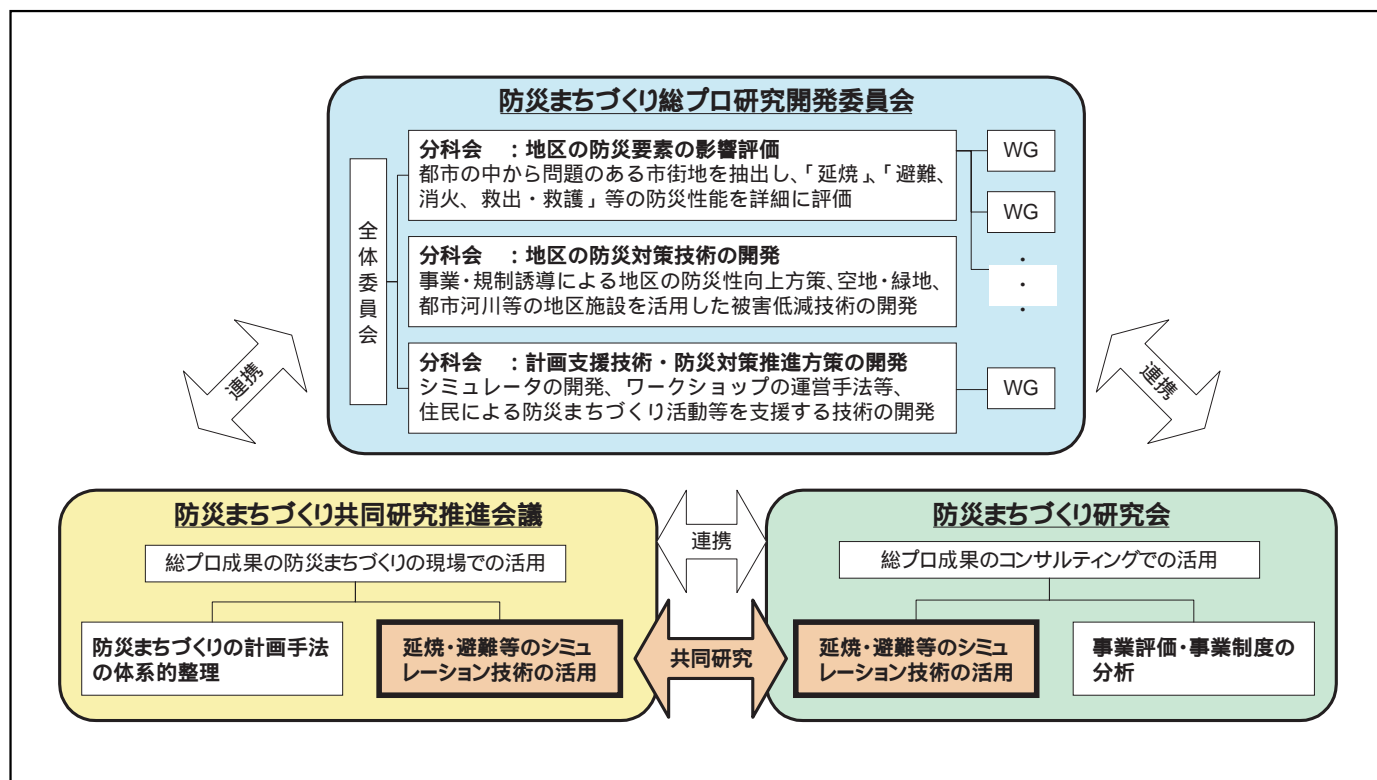 防災まちづくり総プロ研究開発委員会
全体委員会
分科会　：地区の防災要素の影響評価
都市の中から問題のある市街地を抽出し、「延焼」、「避難、
消火、救出・救護」等の防災性能を詳細に評価
WG
WG
・
・
・
分科会　：地区の防災対策技術の開発
事業・規制誘導による地区の防災性向上方策、空地・緑地、
都市河川等の地区施設を活用した被害低減技術の開発
分科会　：計画支援技術・防災対策推進方策の開発
シミュレータの開発、ワークショップの運営手法等、
住民による防災まちづくり活動等を支援する技術の開発
WG
連携
連携
防災まちづくり共同研究推進会議
総プロ成果の防災まちづくりの現場での活用
防災まちづくりの計画手法
の体系的整理
延焼・避難等のシミュ
レーション技術の活用
連携
共同研究
防災まちづくり研究会
総プロ成果のコンサルティングでの活用
延焼・避難等のシミュ
レーション技術の活用
事業評価・事業制度の
分析